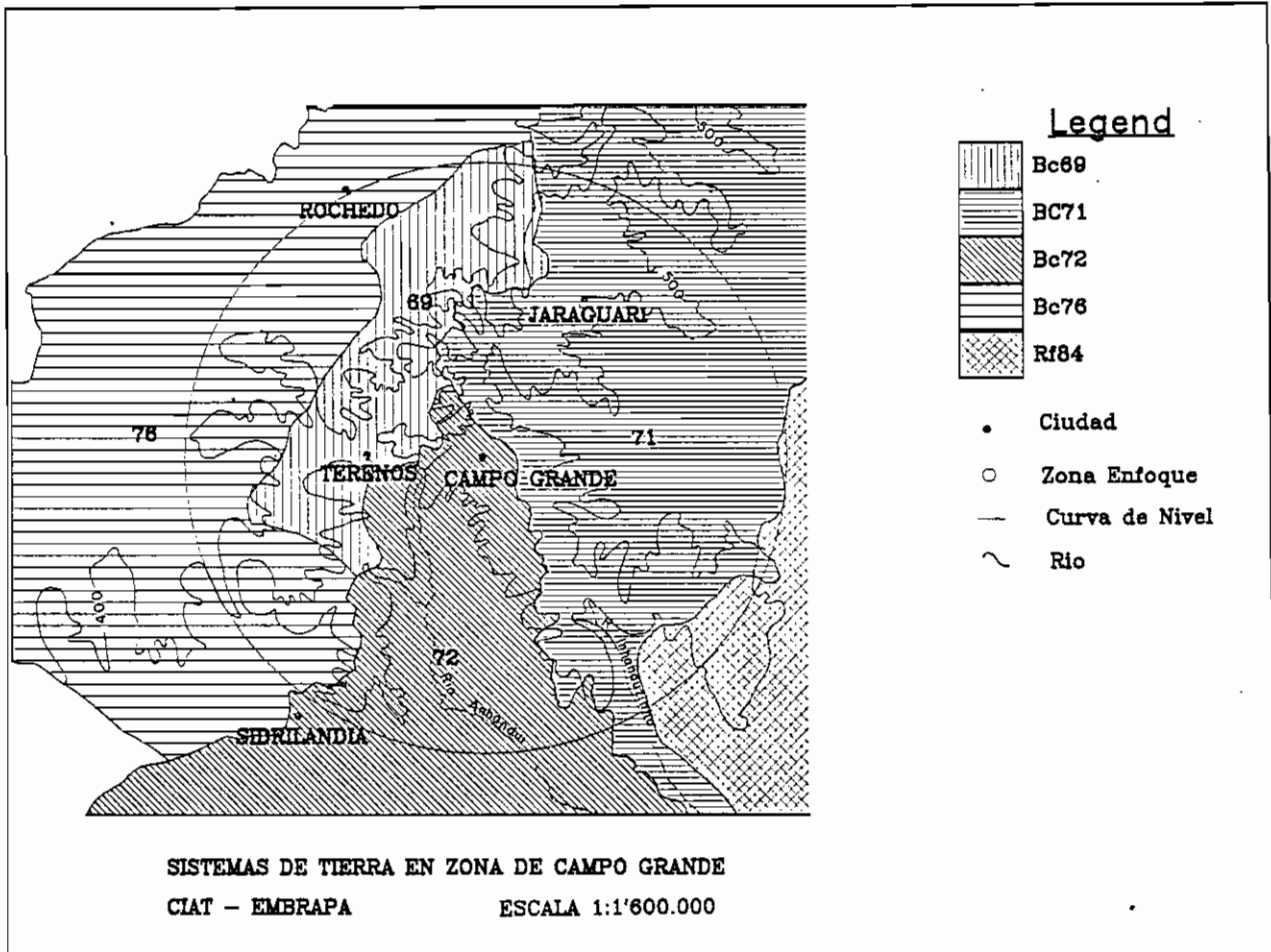 500
Legend
Bc69
ROCHEDO
BC71
Bc72
500
69
JARAGUARI
Bc76
Rf84
Ciudad
76
71
TERENOS
CAMPO GRANDE
Zona Enfoque
Curva de Nivel
Rio
400
72
Rio Anhandui
SIDRILANDIA
SISTEMAS DE TIERRA EN ZONA DE CAMPO GRANDE
CIAT - EMBRAPA
ESCALA 1:1'600.000